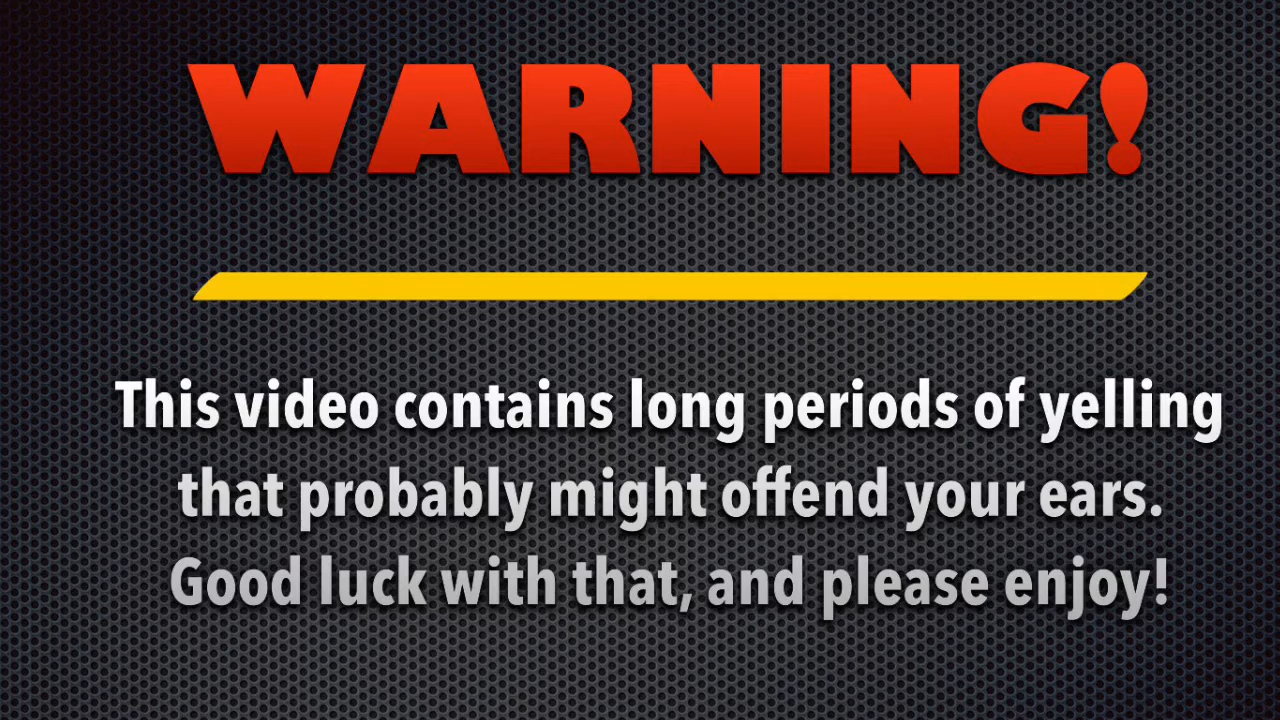 WARNING!
This video contains long periods of yelling
that probably might offend your ears.
Good luck with that, and please enjoy!